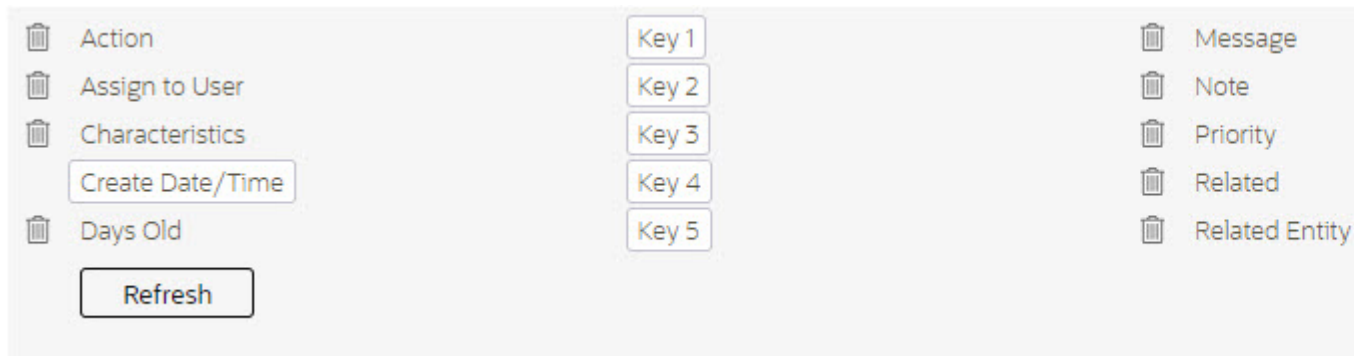 Action Key 1 Message
Assign to User Key 2 Note
Characteristics Key 3 Priority
Create Date/Time Key 4 Related
Days Old Key 5 Related Entity
Refresh